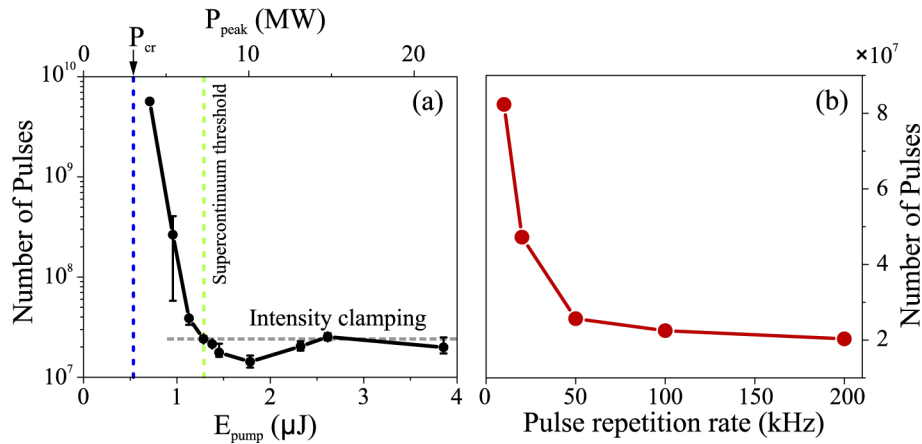 P_peak (MW)
0 10 20
P_cr
(a)
Number of Pulses
10^10
10^9
10^8
10^7
Supercontinuum threshold
Intensity clamping
0 1 2 3 4
E_pump (µJ)
×10^7
(b)
8
6
4
2
Number of Pulses
0 50 100 150 200
Pulse repetition rate (kHz)